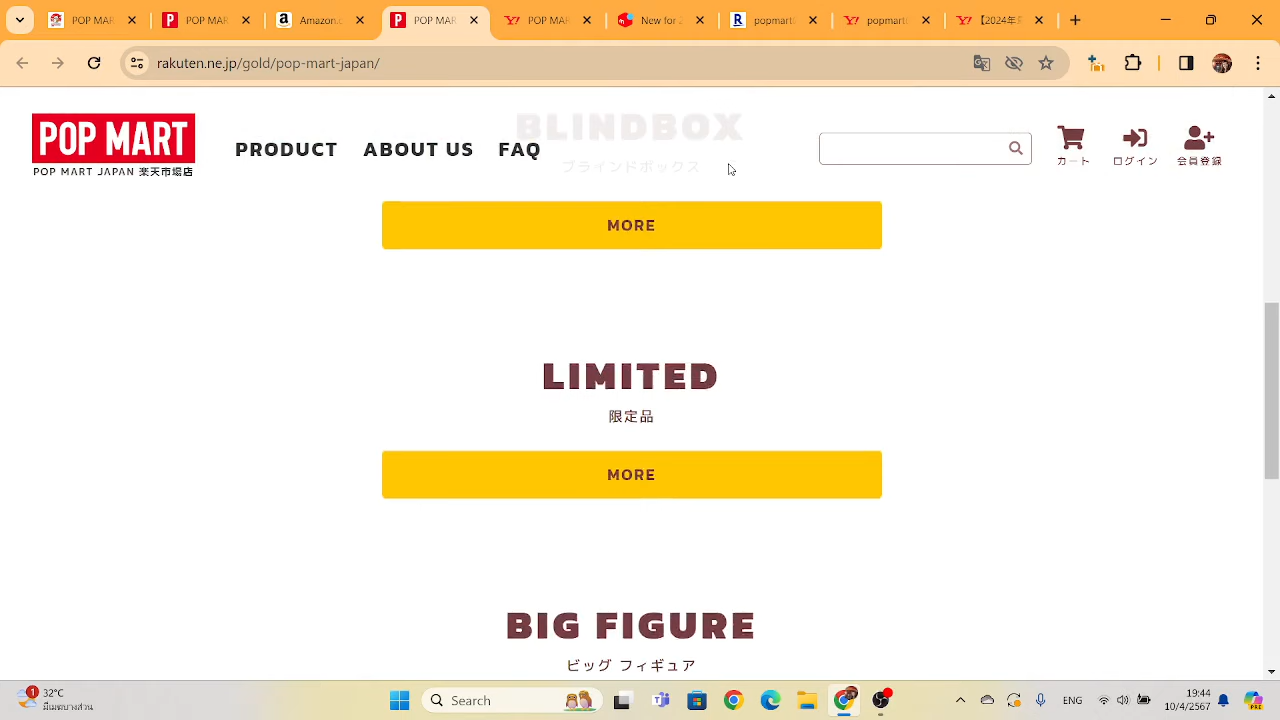 POP MAR
POP MAR
Amazon.c
POP MAR
POP MAR
New for 2
popmart
popmart
【2024年
rakuten.ne.jp/gold/pop-mart-japan/
POP MART
POP MART JAPAN 楽天市場店
PRODUCT
ABOUT US
FAQ
BLINDBOX
ブラインドボックス
カート
ログイン
会員登録
MORE
LIMITED
限定品
MORE
BIG FIGURE
ビッグ フィギュア
1
32°C
Search
ENG
19:44
10/4/2567
PRE